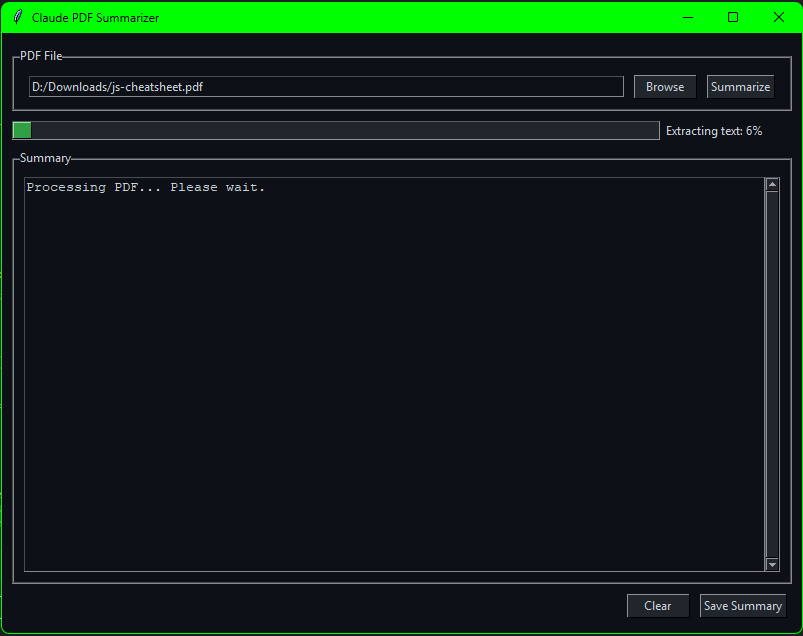 Claude PDF Summarizer
PDF File
D:/Downloads/js-cheatsheet.pdf Browse Summarize
Extracting text: 6%
Summary
Processing PDF... Please wait.
Clear Save Summary